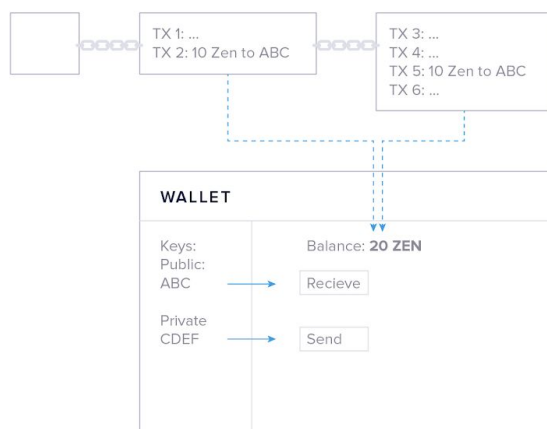 TX 1: ...
TX 2: 10 Zen to ABC
TX 3: ...
TX 4: ...
TX 5: 10 Zen to ABC
TX 6: ...
WALLET
Keys:
Public:
ABC
Private
CDEF
Balance: 20 ZEN
Recieve
Send